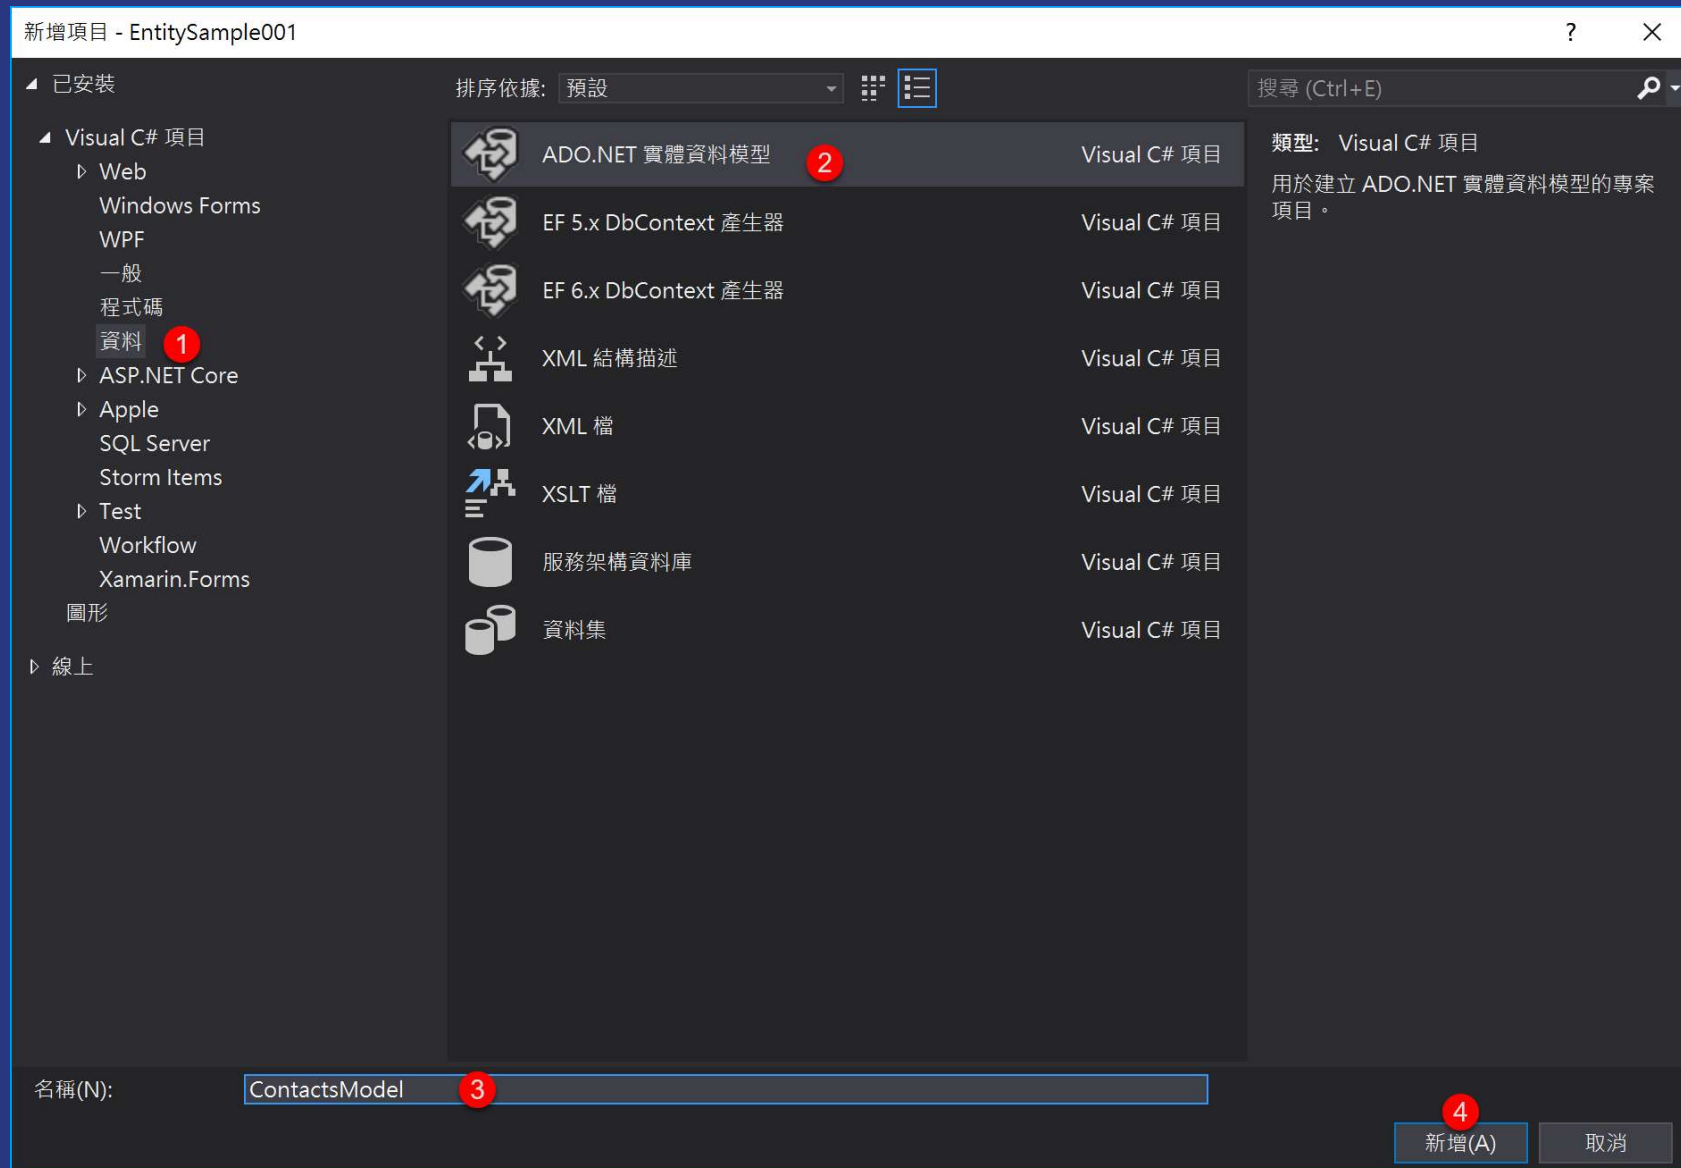 新增項目 - EntitySample001
?
已安裝
Visual C# 項目
Web
Windows Forms
WPF
一般
程式碼
資料 1
ASP.NET Core
Apple
SQL Server
Storm Items
Test
Workflow
Xamarin.Forms
圖形
線上
排序依據: 預設
ADO.NET 實體資料模型 2 Visual C# 項目
EF 5.x DbContext 產生器 Visual C# 項目
EF 6.x DbContext 產生器 Visual C# 項目
XML 結構描述 Visual C# 項目
XML 檔 Visual C# 項目
XSLT 檔 Visual C# 項目
服務架構資料庫 Visual C# 項目
資料集 Visual C# 項目
搜尋 (Ctrl+E)
類型: Visual C# 項目
用於建立 ADO.NET 實體資料模型的專案
項目。
名稱(N): ContactsModel 3
4
新增(A) 取消